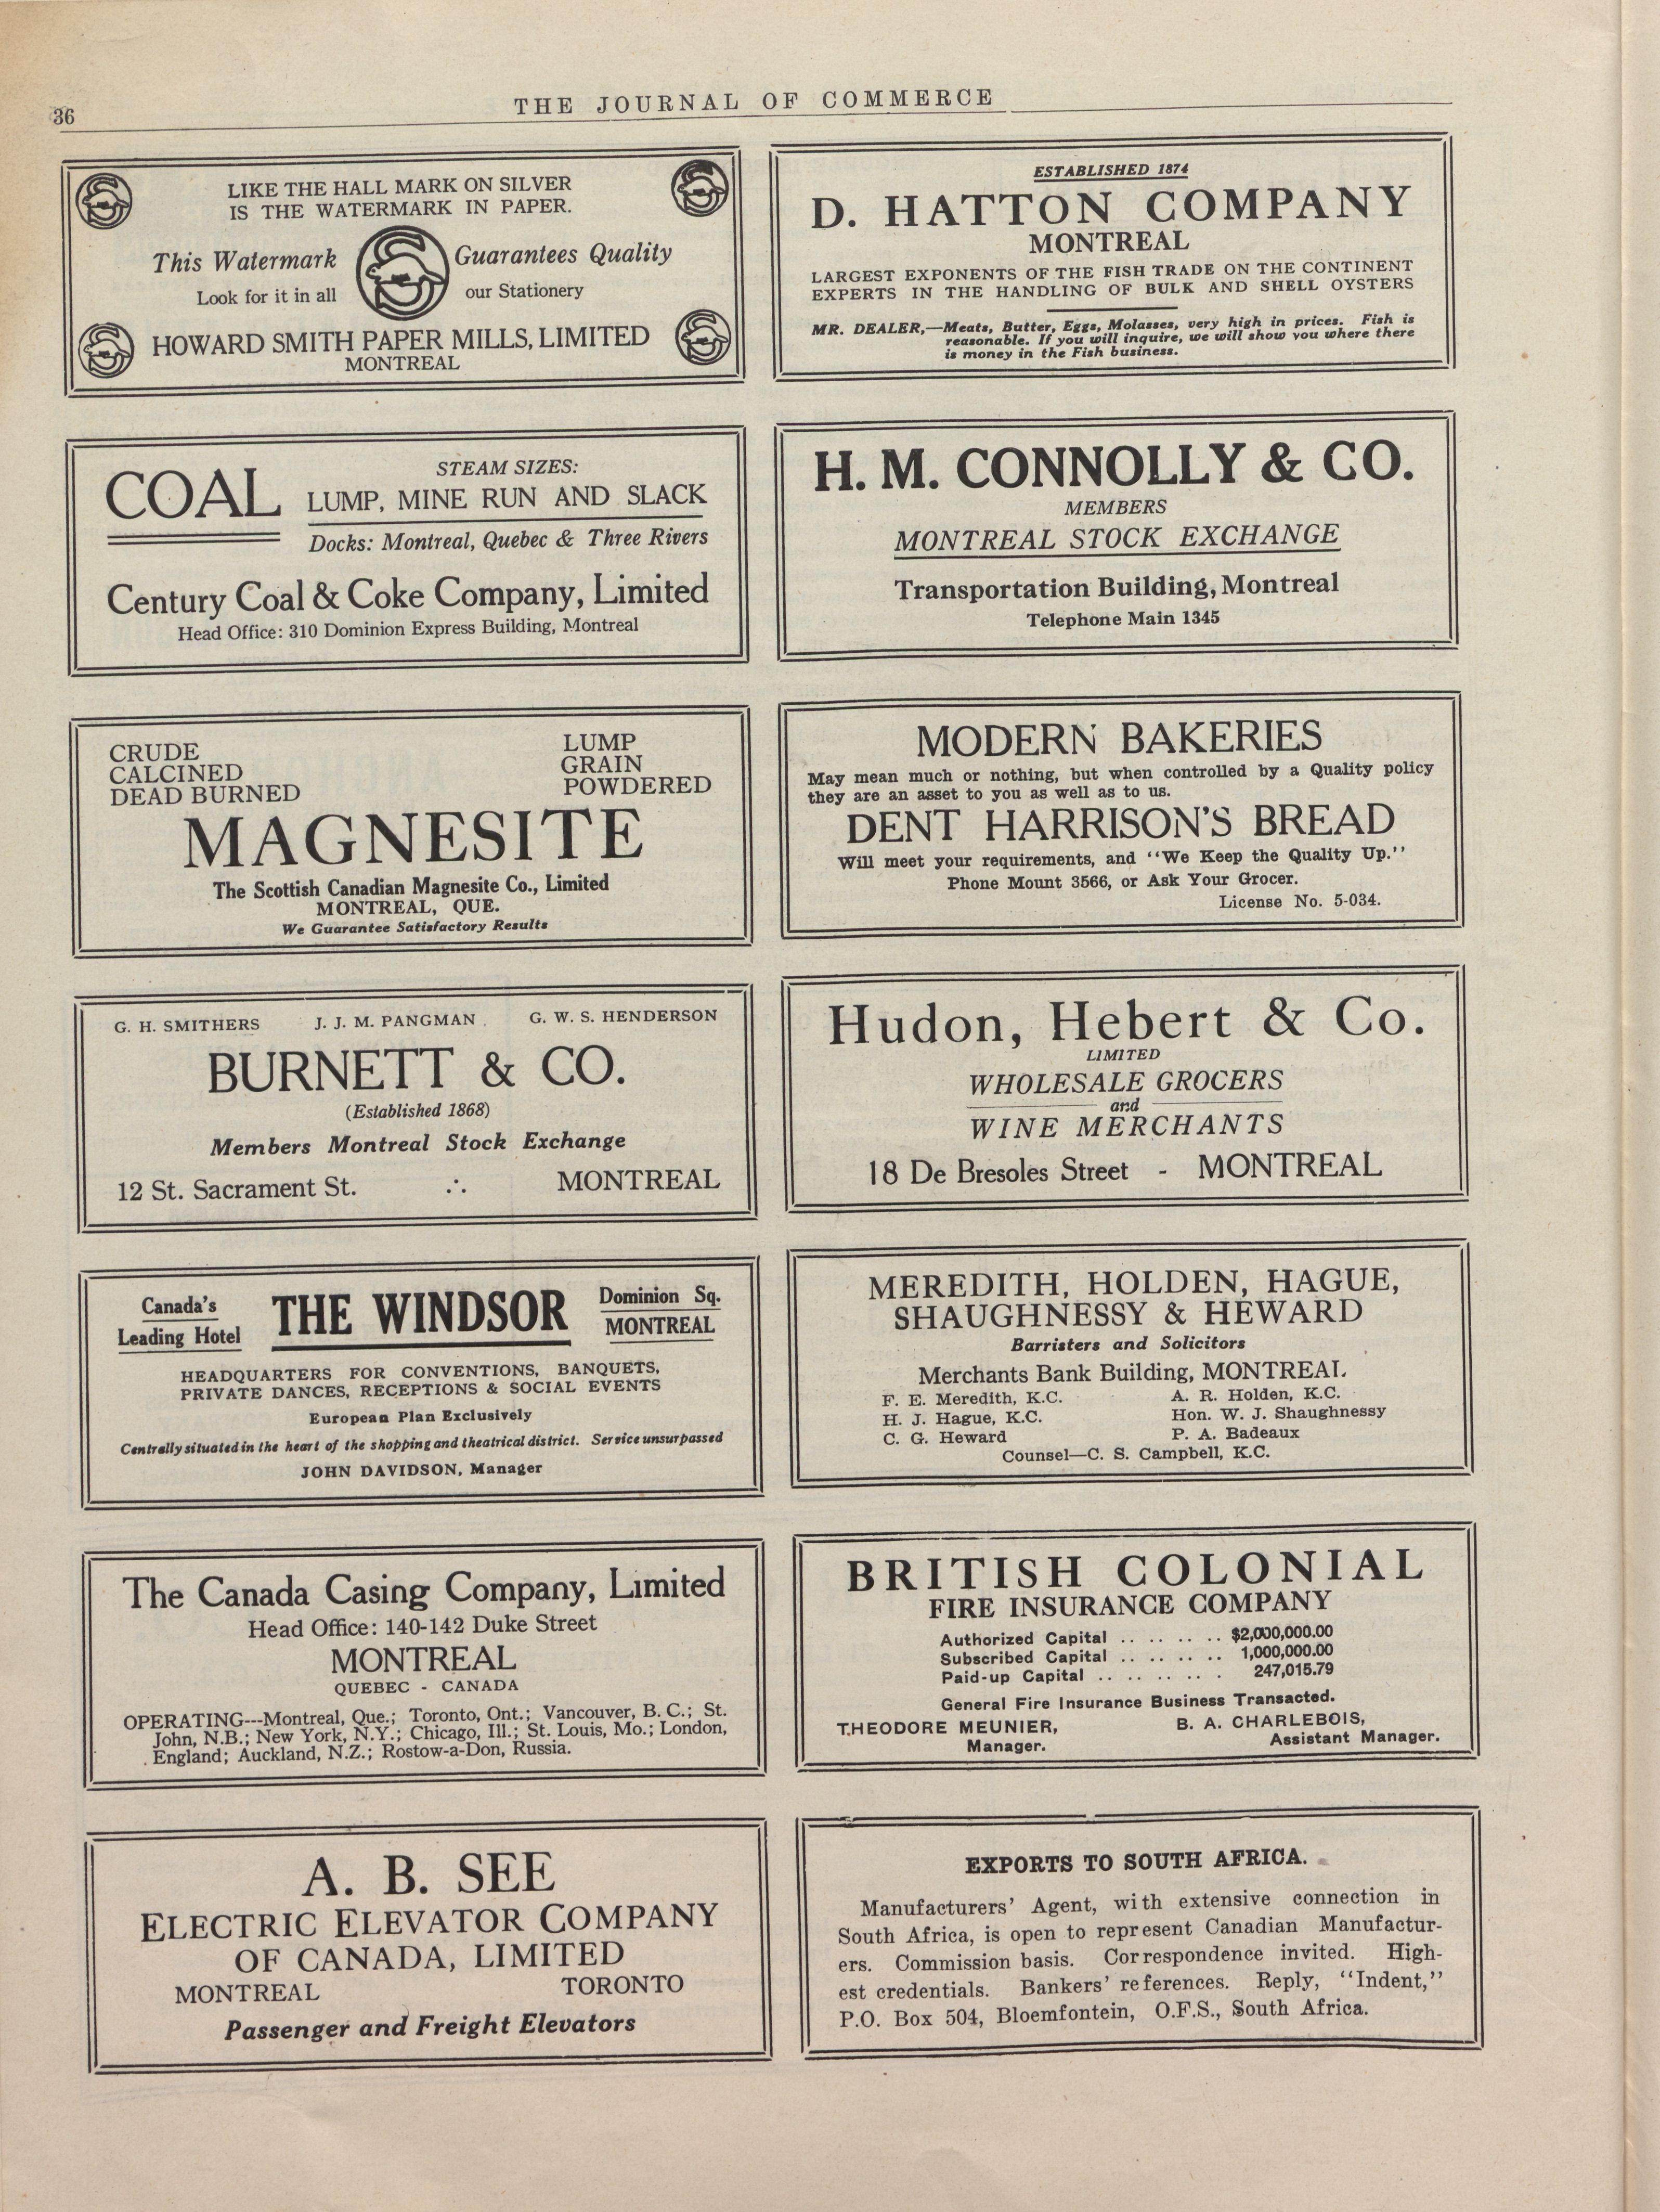 36
THE JOURNAL OF COMMERCE
LIKE THE HALL MARK ON SILVER
IS THE WATERMARK IN PAPER.
This Watermark Guarantees Quality
Look for it in all our Stationery
HOWARD SMITH PAPER MILLS, LIMITED
MONTREAL
ESTABLISHED 1874
D. HATTON COMPANY
MONTREAL
LARGEST EXPONENTS OF THE FISH TRADE ON THE CONTINENT
EXPERTS IN THE HANDLING OF BULK AND SHELL OYSTERS
MR. DEALER,—Meats, Butter, Eggs, Molasses, very high in prices. Fish is
reasonable. If you will inquire, we will show you where there
is money in the Fish business.
COAL
STEAM SIZES:
LUMP, MINE RUN AND SLACK
Docks: Montreal, Quebec & Three Rivers
Century Coal & Coke Company, Limited
Head Office: 310 Dominion Express Building, Montreal
H. M. CONNOLLY & CO.
MEMBERS
MONTREAL STOCK EXCHANGE
Transportation Building, Montreal
Telephone Main 1345
CRUDE LUMP
CALCINED GRAIN
DEAD BURNED POWDERED
MAGNESITE
The Scottish Canadian Magnesite Co., Limited
MONTREAL, QUE.
We Guarantee Satisfactory Results
MODERN BAKERIES
May mean much or nothing, but when controlled by a Quality policy
they are an asset to you as well as to us.
DENT HARRISON'S BREAD
Will meet your requirements, and "We Keep the Quality Up."
Phone Mount 3566, or Ask Your Grocer.
License No. 5-034.
G. H. SMITHERS J. J. M. PANGMAN G. W. S. HENDERSON
BURNETT & CO.
(Established 1868)
Members Montreal Stock Exchange
12 St. Sacrament St. ∴ MONTREAL
Hudon, Hebert & Co.
LIMITED
WHOLESALE GROCERS
and
WINE MERCHANTS
18 De Bresoles Street - MONTREAL
Canada's
Leading Hotel
THE WINDSOR
Dominion Sq.
MONTREAL
HEADQUARTERS FOR CONVENTIONS, BANQUETS,
PRIVATE DANCES, RECEPTIONS & SOCIAL EVENTS
European Plan Exclusively
Centrally situated in the heart of the shopping and theatrical district. Service unsurpassed
JOHN DAVIDSON, Manager
MEREDITH, HOLDEN, HAGUE,
SHAUGHNESSY & HEWARD
Barristers and Solicitors
Merchants Bank Building, MONTREAL
F. E. Meredith, K.C. A. R. Holden, K.C.
H. J. Hague, K.C. Hon. W. J. Shaughnessy
C. G. Heward P. A. Badeaux
Counsel—C. S. Campbell, K.C.
The Canada Casing Company, Limited
Head Office: 140-142 Duke Street
MONTREAL
QUEBEC - CANADA
OPERATING---Montreal, Que.; Toronto, Ont.; Vancouver, B. C.; St.
John, N.B.; New York, N.Y.; Chicago, Ill.; St. Louis, Mo.; London,
England; Auckland, N.Z.; Rostow-a-Don, Russia.
BRITISH COLONIAL
FIRE INSURANCE COMPANY
Authorized Capital .. .. .. .. $2,000,000.00
Subscribed Capital .. .. .. .. 1,000,000.00
Paid-up Capital .. .. .. .. . 247,015.79
General Fire Insurance Business Transacted.
THEODORE MEUNIER, B. A. CHARLEBOIS,
Manager. Assistant Manager.
A. B. SEE
ELECTRIC ELEVATOR COMPANY
OF CANADA, LIMITED
MONTREAL TORONTO
Passenger and Freight Elevators
EXPORTS TO SOUTH AFRICA.
Manufacturers' Agent, with extensive connection in
South Africa, is open to represent Canadian Manufactur-
ers. Commission basis. Correspondence invited. High-
est credentials. Bankers' references. Reply, "Indent,"
P.O. Box 504, Bloemfontein, O.F.S., South Africa.